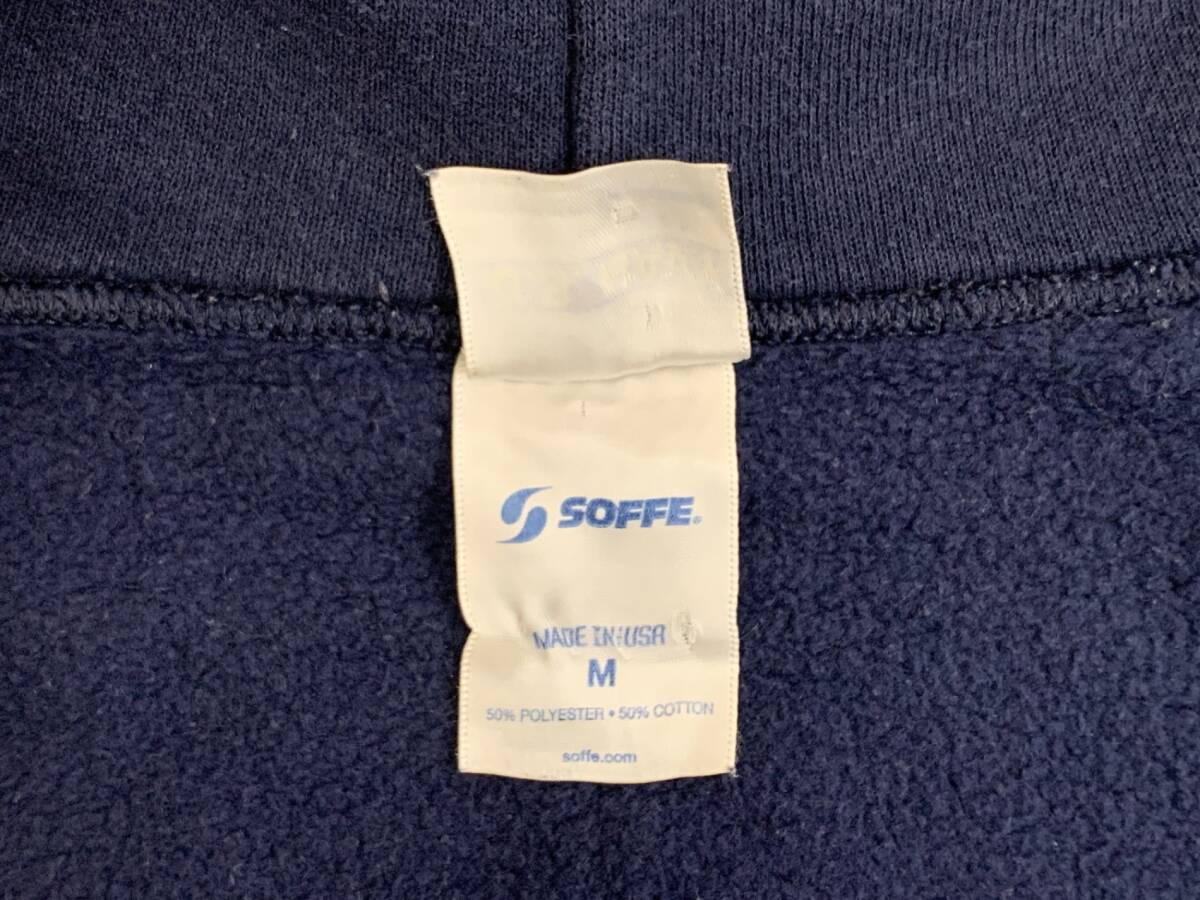 SOFFE®
MADE IN USA
M
50% POLYESTER • 50% COTTON
soffe.com